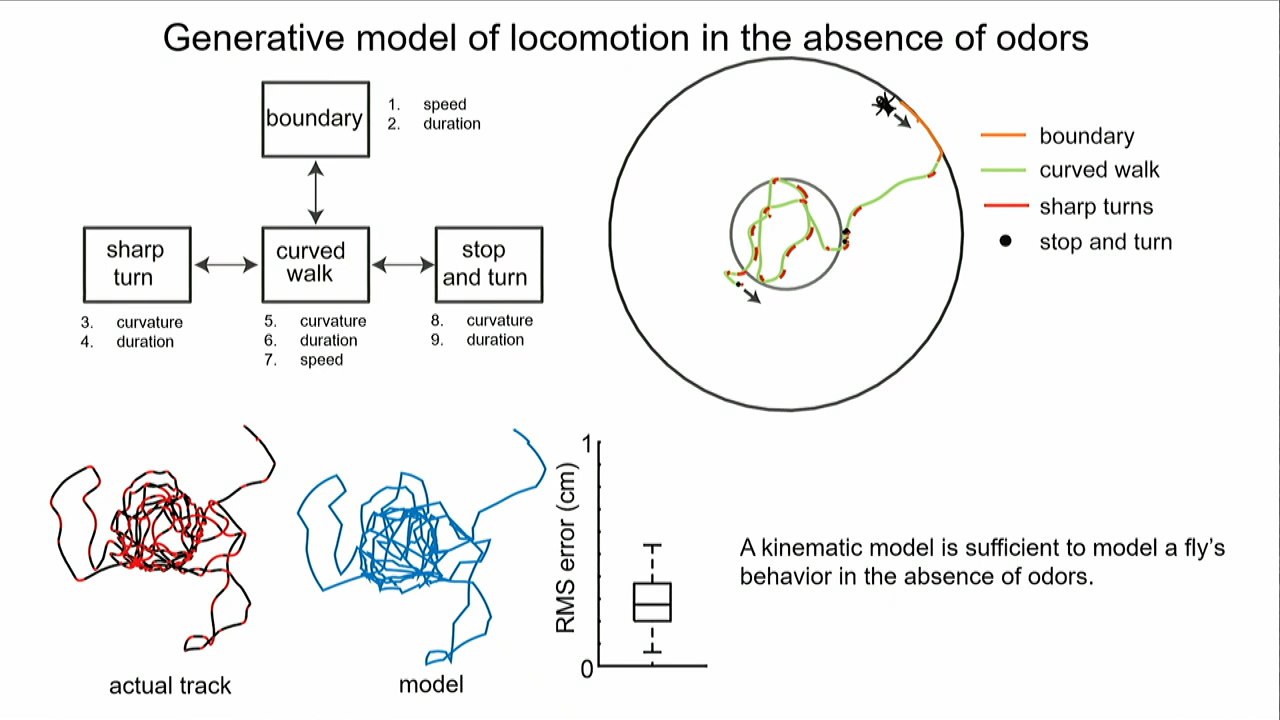 Generative model of locomotion in the absence of odors
boundary
1. speed
2. duration
sharp
turn
curved
walk
stop
and turn
3. curvature
4. duration
5. curvature
6. duration
7. speed
8. curvature
9. duration
boundary
curved walk
sharp turns
stop and turn
actual track
model
RMS error (cm)
1
0
A kinematic model is sufficient to model a fly's
behavior in the absence of odors.